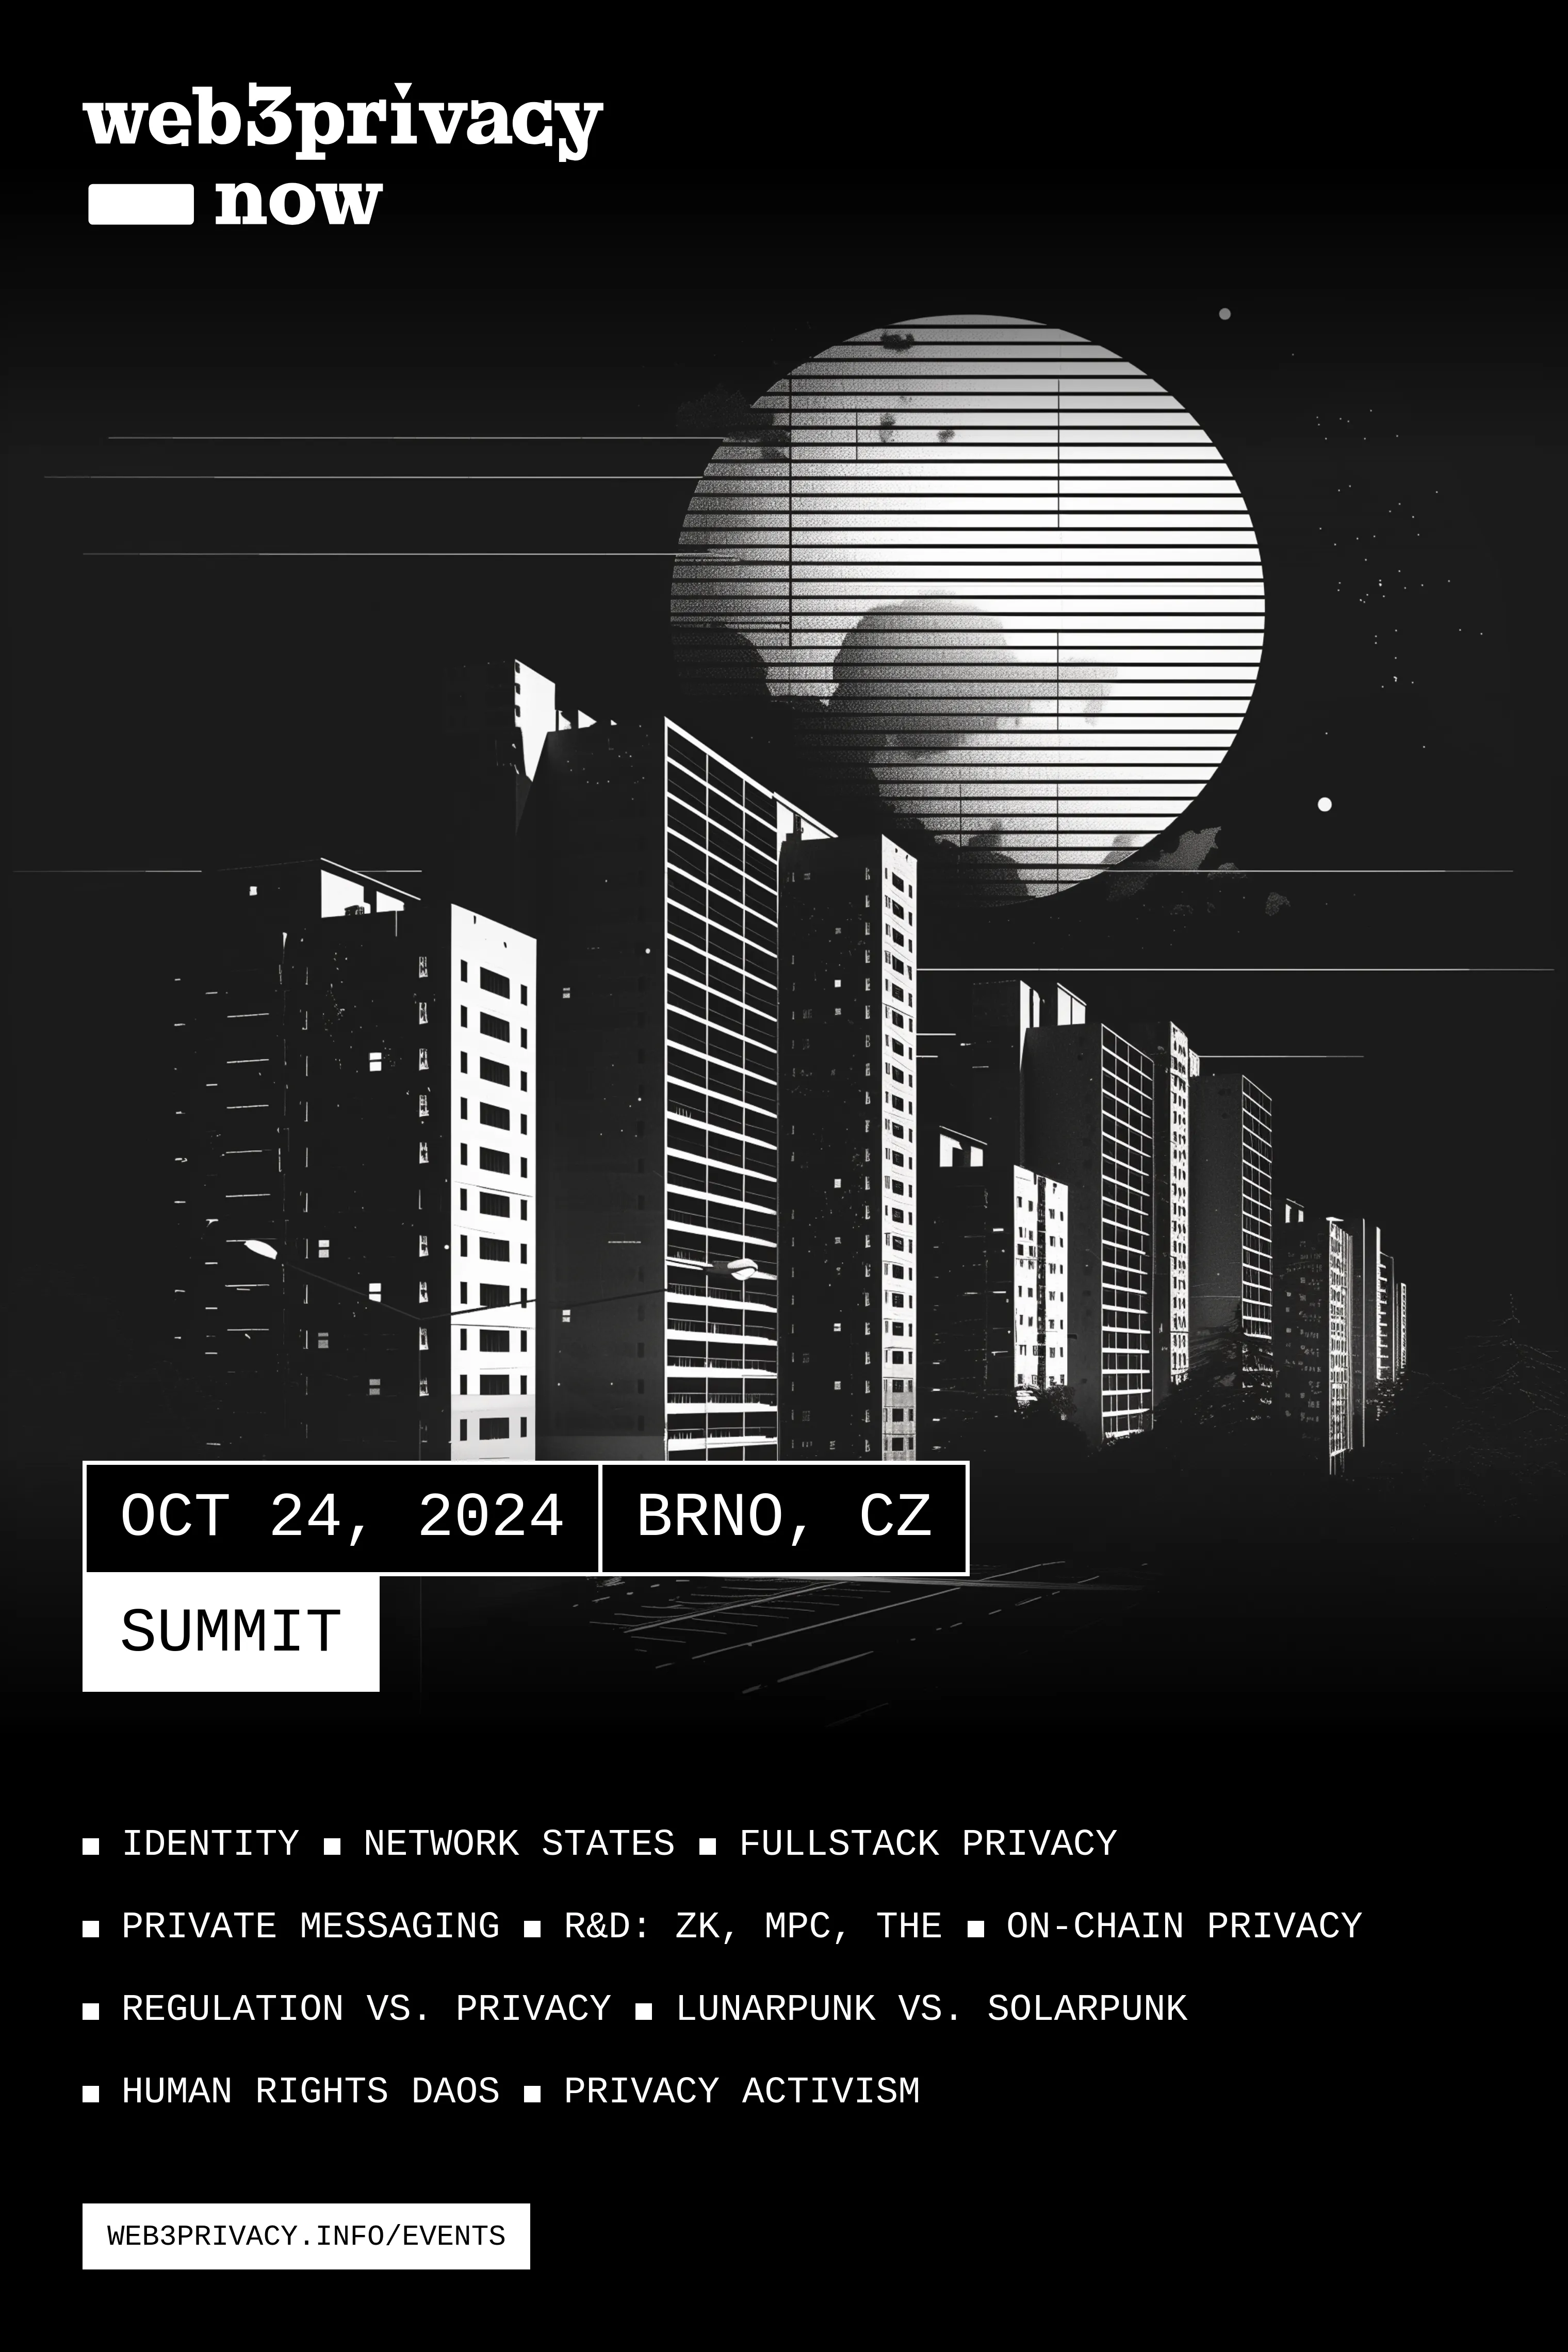 web3privacy
now
OCT 24, 2024 BRNO, CZ
SUMMIT
■ IDENTITY ■ NETWORK STATES ■ FULLSTACK PRIVACY
■ PRIVATE MESSAGING ■ R&D: ZK, MPC, THE ■ ON-CHAIN PRIVACY
■ REGULATION VS. PRIVACY ■ LUNARPUNK VS. SOLARPUNK
■ HUMAN RIGHTS DAOS ■ PRIVACY ACTIVISM
WEB3PRIVACY.INFO/EVENTS